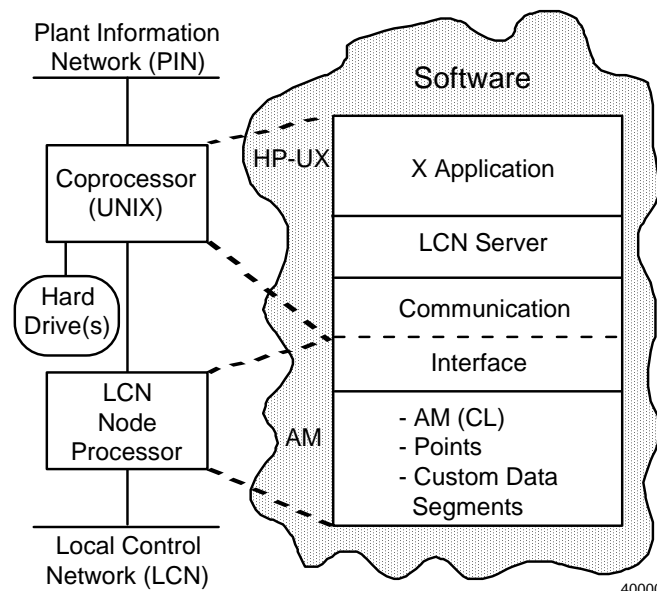 Plant Information
Network (PIN)
Coprocessor
(UNIX)
Hard
Drive(s)
LCN
Node
Processor
Local Control
Network (LCN)
Software
HP-UX
X Application
LCN Server
Communication
Interface
AM
- AM (CL)
- Points
- Custom Data
Segments